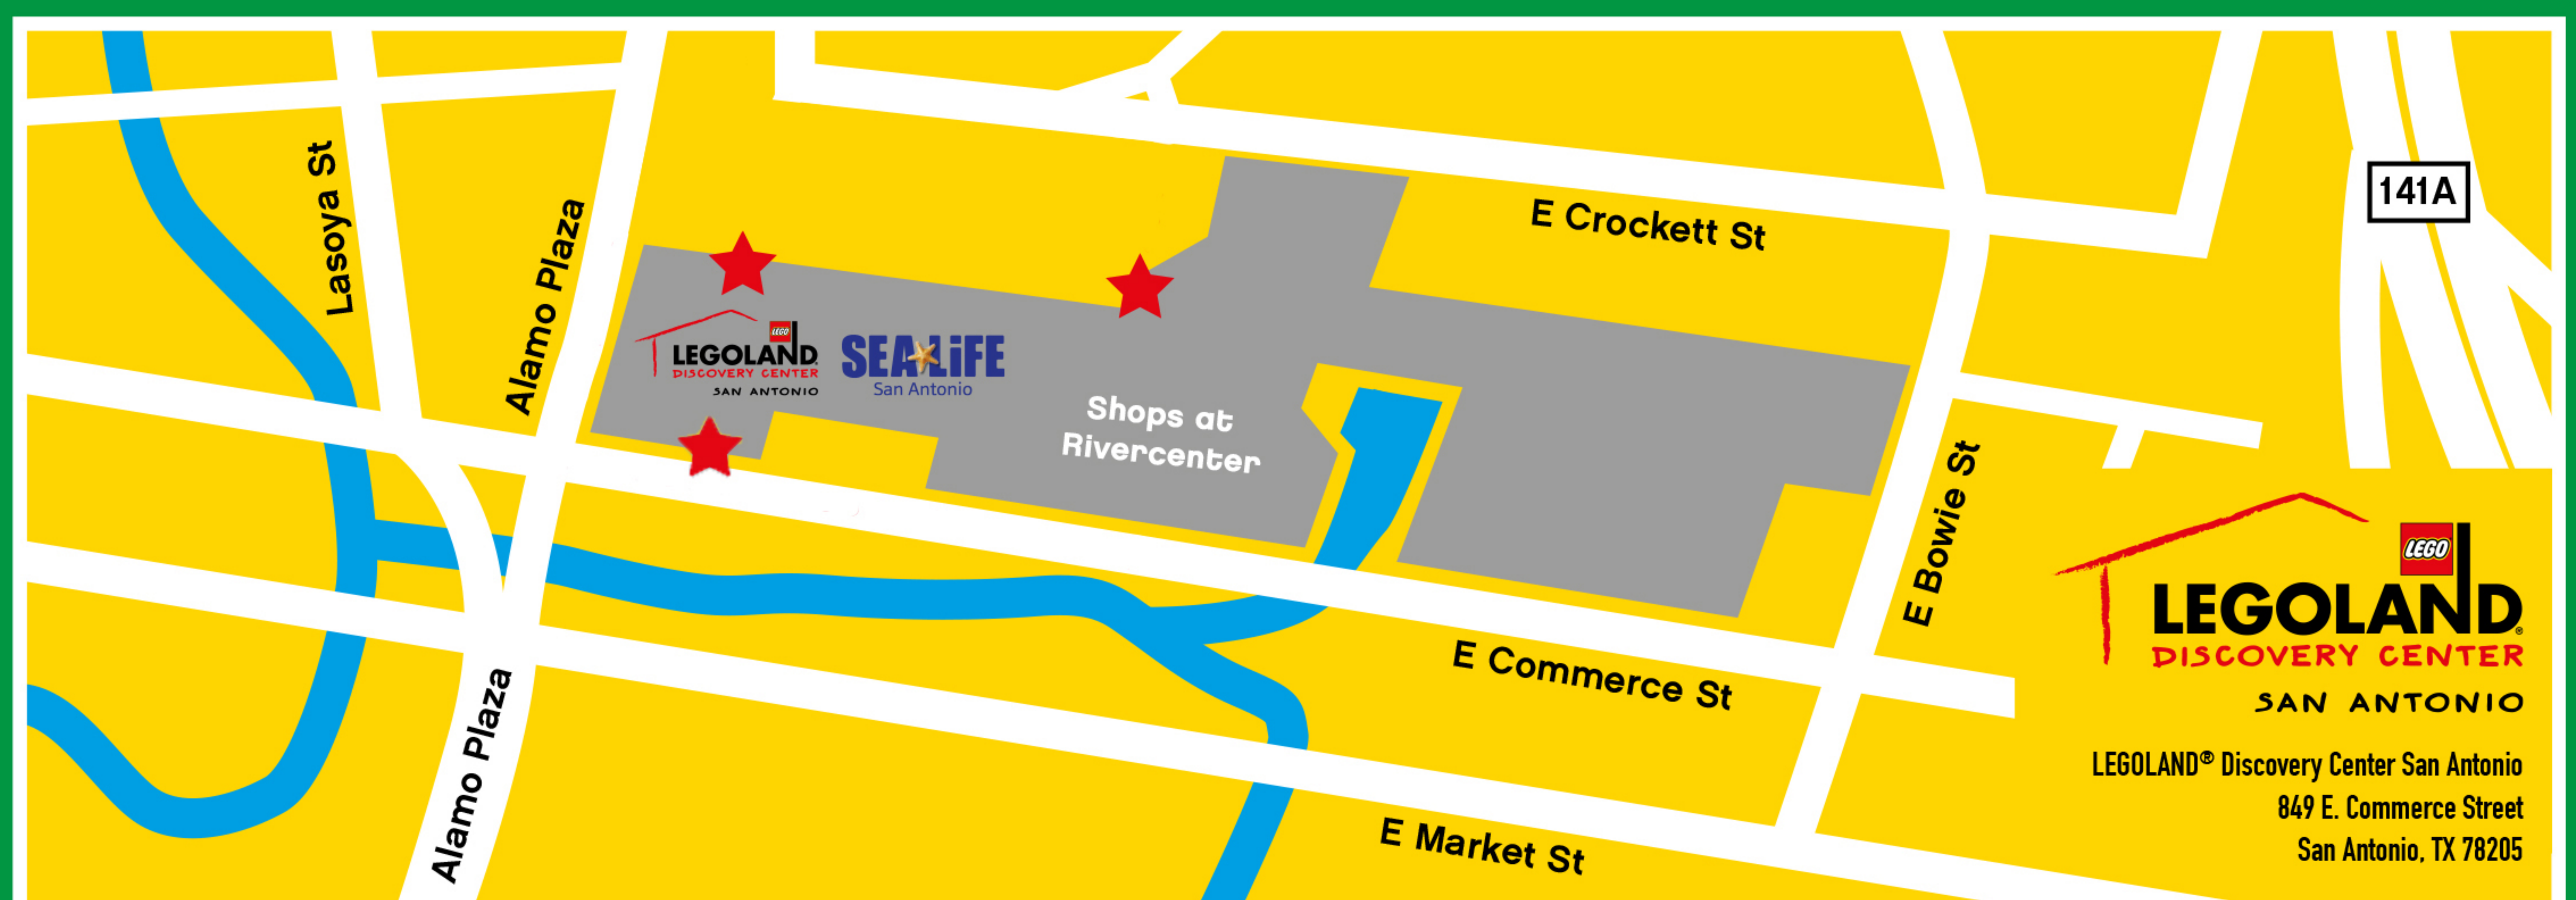 Lasoya St
Alamo Plaza
E Crockett St
141A
LEGO
LEGOLAND
DISCOVERY CENTER
SAN ANTONIO
SEA LiFE
San Antonio
Shops at
Rivercenter
E Bowie St
E Commerce St
Alamo Plaza
E Market St
LEGO
LEGOLAND®
DISCOVERY CENTER
SAN ANTONIO
LEGOLAND® Discovery Center San Antonio
849 E. Commerce Street
San Antonio, TX 78205